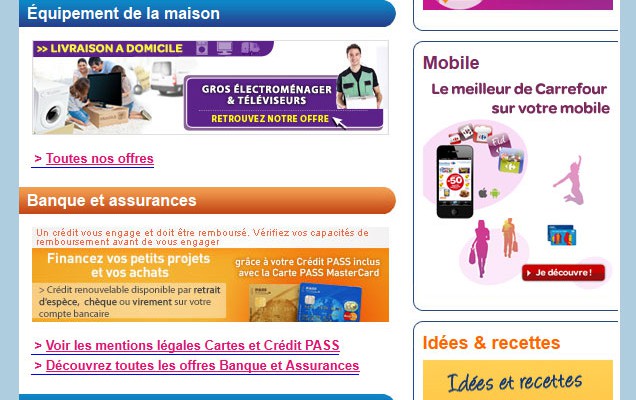 Équipement de la maison
>> LIVRAISON A DOMICILE
GROS ÉLECTROMÉNAGER
& TÉLÉVISEURS
RETROUVEZ NOTRE OFFRE
> Toutes nos offres
Banque et assurances
Un crédit vous engage et doit être remboursé. Vérifiez vos capacités de
remboursement avant de vous engager
Financez vos petits projets
et vos achats
> Crédit renouvelable disponible par retrait
d'espèce, chèque ou virement sur votre
compte bancaire
grâce à votre Crédit PASS inclus
avec la Carte PASS MasterCard
PASS
PASS
> Voir les mentions légales Cartes et Crédit PASS
> Découvrez toutes les offres Banque et Assurances
Mobile
Le meilleur de Carrefour
sur votre mobile
-50
> Je découvre !
Idées & recettes
Idées et recettes